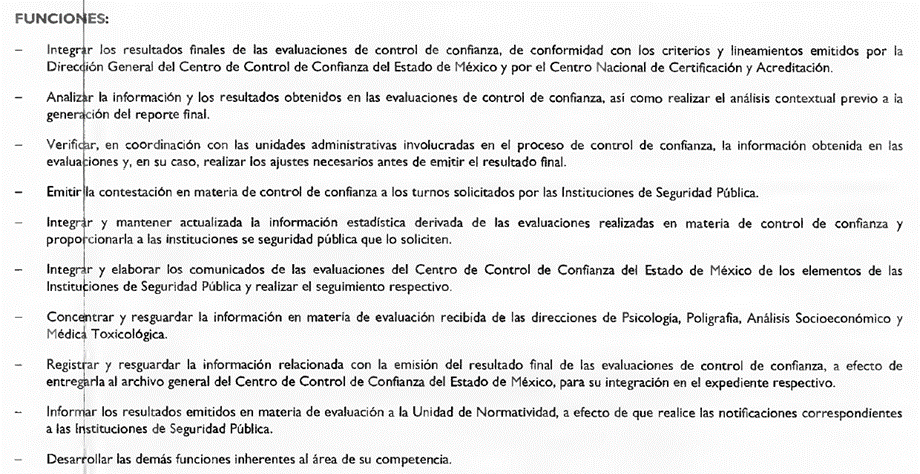 FUNCIONES:
– Integrar los resultados finales de las evaluaciones de control de confianza, de conformidad con los criterios y lineamientos emitidos por la
Dirección General del Centro de Control de Confianza del Estado de México y por el Centro Nacional de Certificación y Acreditación.
– Analizar la información y los resultados obtenidos en las evaluaciones de control de confianza, así como realizar el análisis contextual previo a la
generación del reporte final.
– Verificar, en coordinación con las unidades administrativas involucradas en el proceso de control de confianza, la información obtenida en las
evaluaciones y, en su caso, realizar los ajustes necesarios antes de emitir el resultado final.
– Emitir la contestación en materia de control de confianza a los turnos solicitados por las Instituciones de Seguridad Pública.
– Integrar y mantener actualizada la información estadística derivada de las evaluaciones realizadas en materia de control de confianza y
proporcionarla a las instituciones se seguridad pública que lo soliciten.
– Integrar y elaborar los comunicados de las evaluaciones del Centro de Control de Confianza del Estado de México de los elementos de las
Instituciones de Seguridad Pública y realizar el seguimiento respectivo.
– Concentrar y resguardar la información en materia de evaluación recibida de las direcciones de Psicología, Poligrafía, Análisis Socioeconómico y
Médica Toxicológica.
– Registrar y resguardar la información relacionada con la emisión del resultado final de las evaluaciones de control de confianza, a efecto de
entregarla al archivo general del Centro de Control de Confianza del Estado de México, para su integración en el expediente respectivo.
– Informar los resultados emitidos en materia de evaluación a la Unidad de Normatividad, a efecto de que realice las notificaciones correspondientes
a las Instituciones de Seguridad Pública.
– Desarrollar las demás funciones inherentes al área de su competencia.